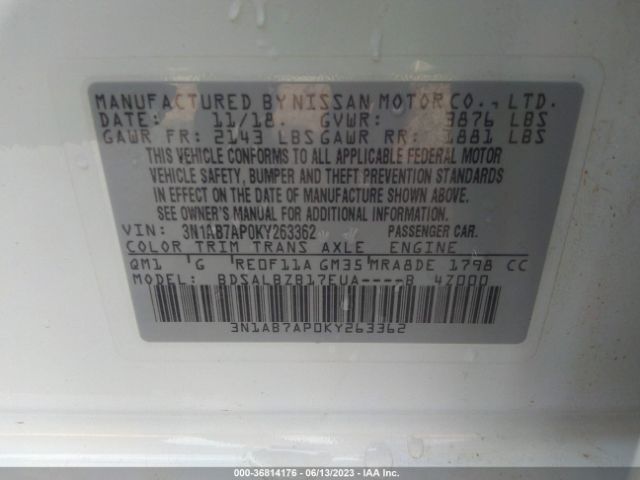 MANUFACTURED BY NISSAN MOTOR CO., LTD.
DATE: 11/18. GVWR: 3876 LBS
GAWR FR: 2143 LBS GAWR RR: 1881 LBS
THIS VEHICLE CONFORMS TO ALL APPLICABLE FEDERAL MOTOR
VEHICLE SAFETY, BUMPER AND THEFT PREVENTION STANDARDS
IN EFFECT ON THE DATE OF MANUFACTURE SHOWN ABOVE.
SEE OWNER'S MANUAL FOR ADDITIONAL INFORMATION.
VIN: 3N1AB7AP0KY263362 PASSENGER CAR.
COLOR TRIM TRANS AXLE ENGINE
QM1 G RE0F11A GM35 MRA8DE 1798 CC
MODEL: BDSALBZB17EUA----B 4Z000
3N1AB7AP0KY263362
000-36814176 - 06/13/2023 - IAA Inc.